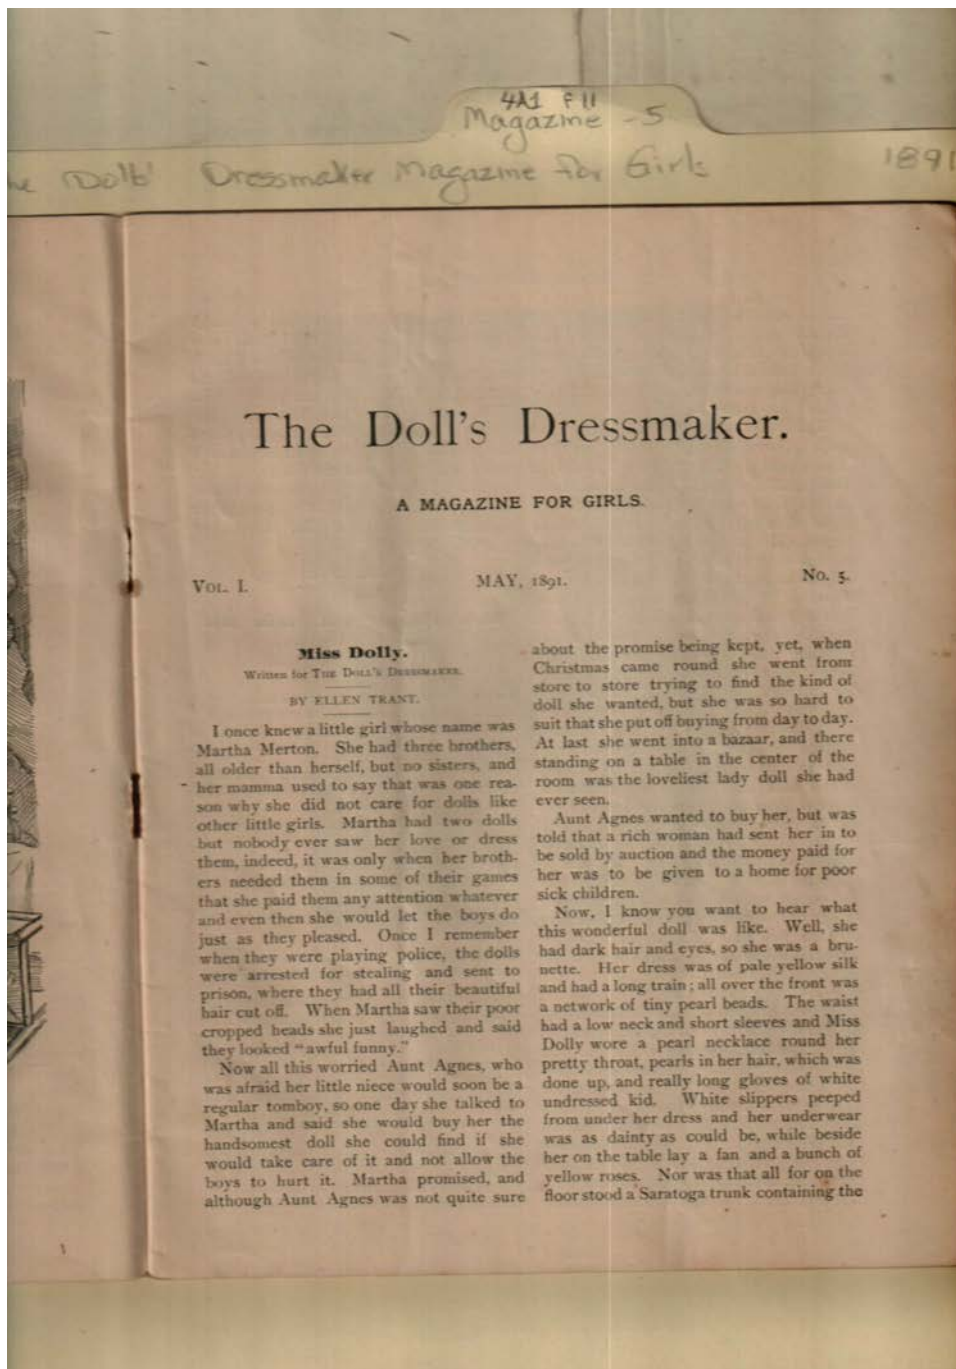 4A1 F11
Magazine - 5
Dressmaker Magazine for Girls 1891
The Doll's Dressmaker.
A MAGAZINE FOR GIRLS.
VOL. I. MAY, 1891. No. 5.
Miss Dolly.
Written for THE DOLL'S DRESSMAKER.
BY ELLEN TRANT.
I once knew a little girl whose name was
Martha Merton. She had three brothers,
all older than herself, but no sisters, and
her mamma used to say that was one rea-
son why she did not care for dolls like
other little girls. Martha had two dolls
but nobody ever saw her love or dress
them, indeed, it was only when her broth-
ers needed them in some of their games
that she paid them any attention whatever
and even then she would let the boys do
just as they pleased. Once I remember
when they were playing police, the dolls
were arrested for stealing and sent to
prison, where they had all their beautiful
hair cut off. When Martha saw their poor
cropped heads she just laughed and said
they looked "awful funny."
Now all this worried Aunt Agnes, who
was afraid her little niece would soon be a
regular tomboy, so one day she talked to
Martha and said she would buy her the
handsomest doll she could find if she
would take care of it and not allow the
boys to hurt it. Martha promised, and
although Aunt Agnes was not quite sure
about the promise being kept, yet, when
Christmas came round she went from
store to store trying to find the kind of
doll she wanted, but she was so hard to
suit that she put off buying from day to day.
At last she went into a bazaar, and there
standing on a table in the center of the
room was the loveliest lady doll she had
ever seen.
Aunt Agnes wanted to buy her, but was
told that a rich woman had sent her in to
be sold by auction and the money paid for
her was to be given to a home for poor
sick children.
Now, I know you want to hear what
this wonderful doll was like. Well, she
had dark hair and eyes, so she was a bru-
nette. Her dress was of pale yellow silk
and had a long train; all over the front was
a network of tiny pearl beads. The waist
had a low neck and short sleeves and Miss
Dolly wore a pearl necklace round her
pretty throat, pearls in her hair, which was
done up, and really long gloves of white
undressed kid. White slippers peeped
from under her dress and her underwear
was as dainty as could be, while beside
her on the table lay a fan and a bunch of
yellow roses. Nor was that all for on the
floor stood a Saratoga trunk containing the